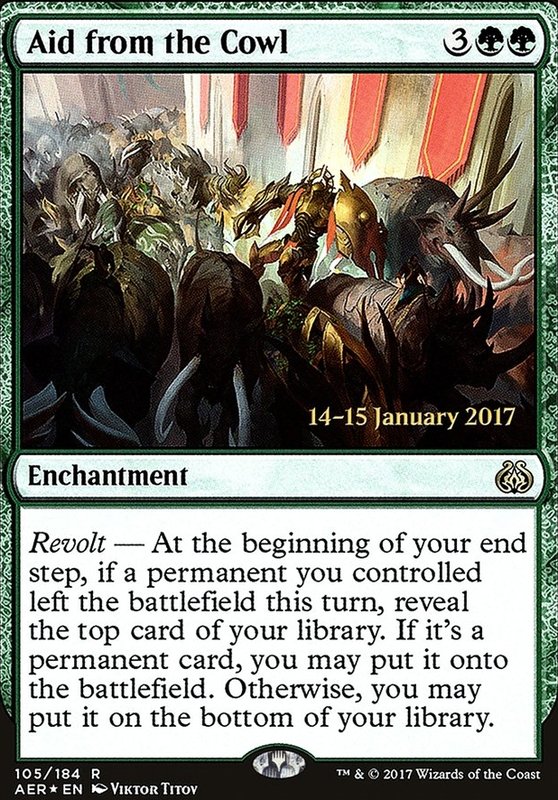 Aid from the Cowl 3
14–15 January 2017
Enchantment
Revolt — At the beginning of your end
step, if a permanent you controlled
left the battlefield this turn, reveal
the top card of your library. If it's a
permanent card, you may put it onto
the battlefield. Otherwise, you may
put it on the bottom of your library.
105/184 R
AER★EN Viktor Titov
™ & © 2017 Wizards of the Coast